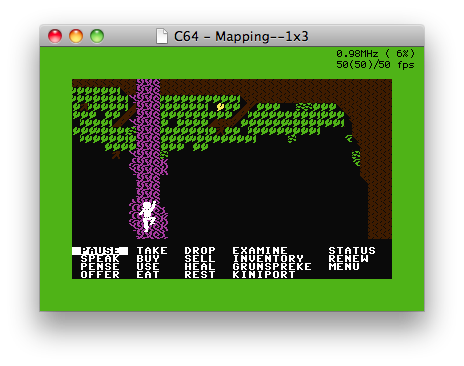 C64 - Mapping--1x3
0.98MHz ( 6%)
50(50)/50 fps
PAUSE TAKE DROP EXAMINE STATUS
SPEAK BUY SELL INVENTORY RENEW
PENSE USE HEAL GRUNSPREKE MENU
OFFER EAT REST KINIPORT